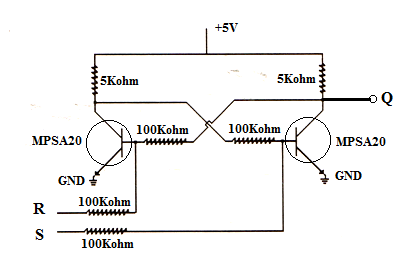 +5V
5Kohm 5Kohm
Q
100Kohm 100Kohm
MPSA20 MPSA20
GND GND
100Kohm
R
S
100Kohm